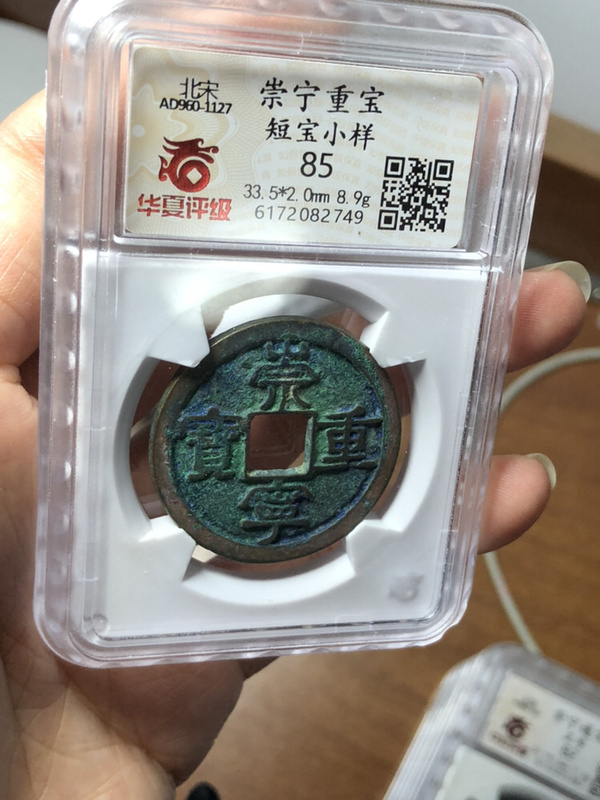 北宋
AD960-1127
华夏评级
崇宁重宝
短宝小样
85
33.5*2.0mm 8.9g
6172082749
崇
寧
重
寶